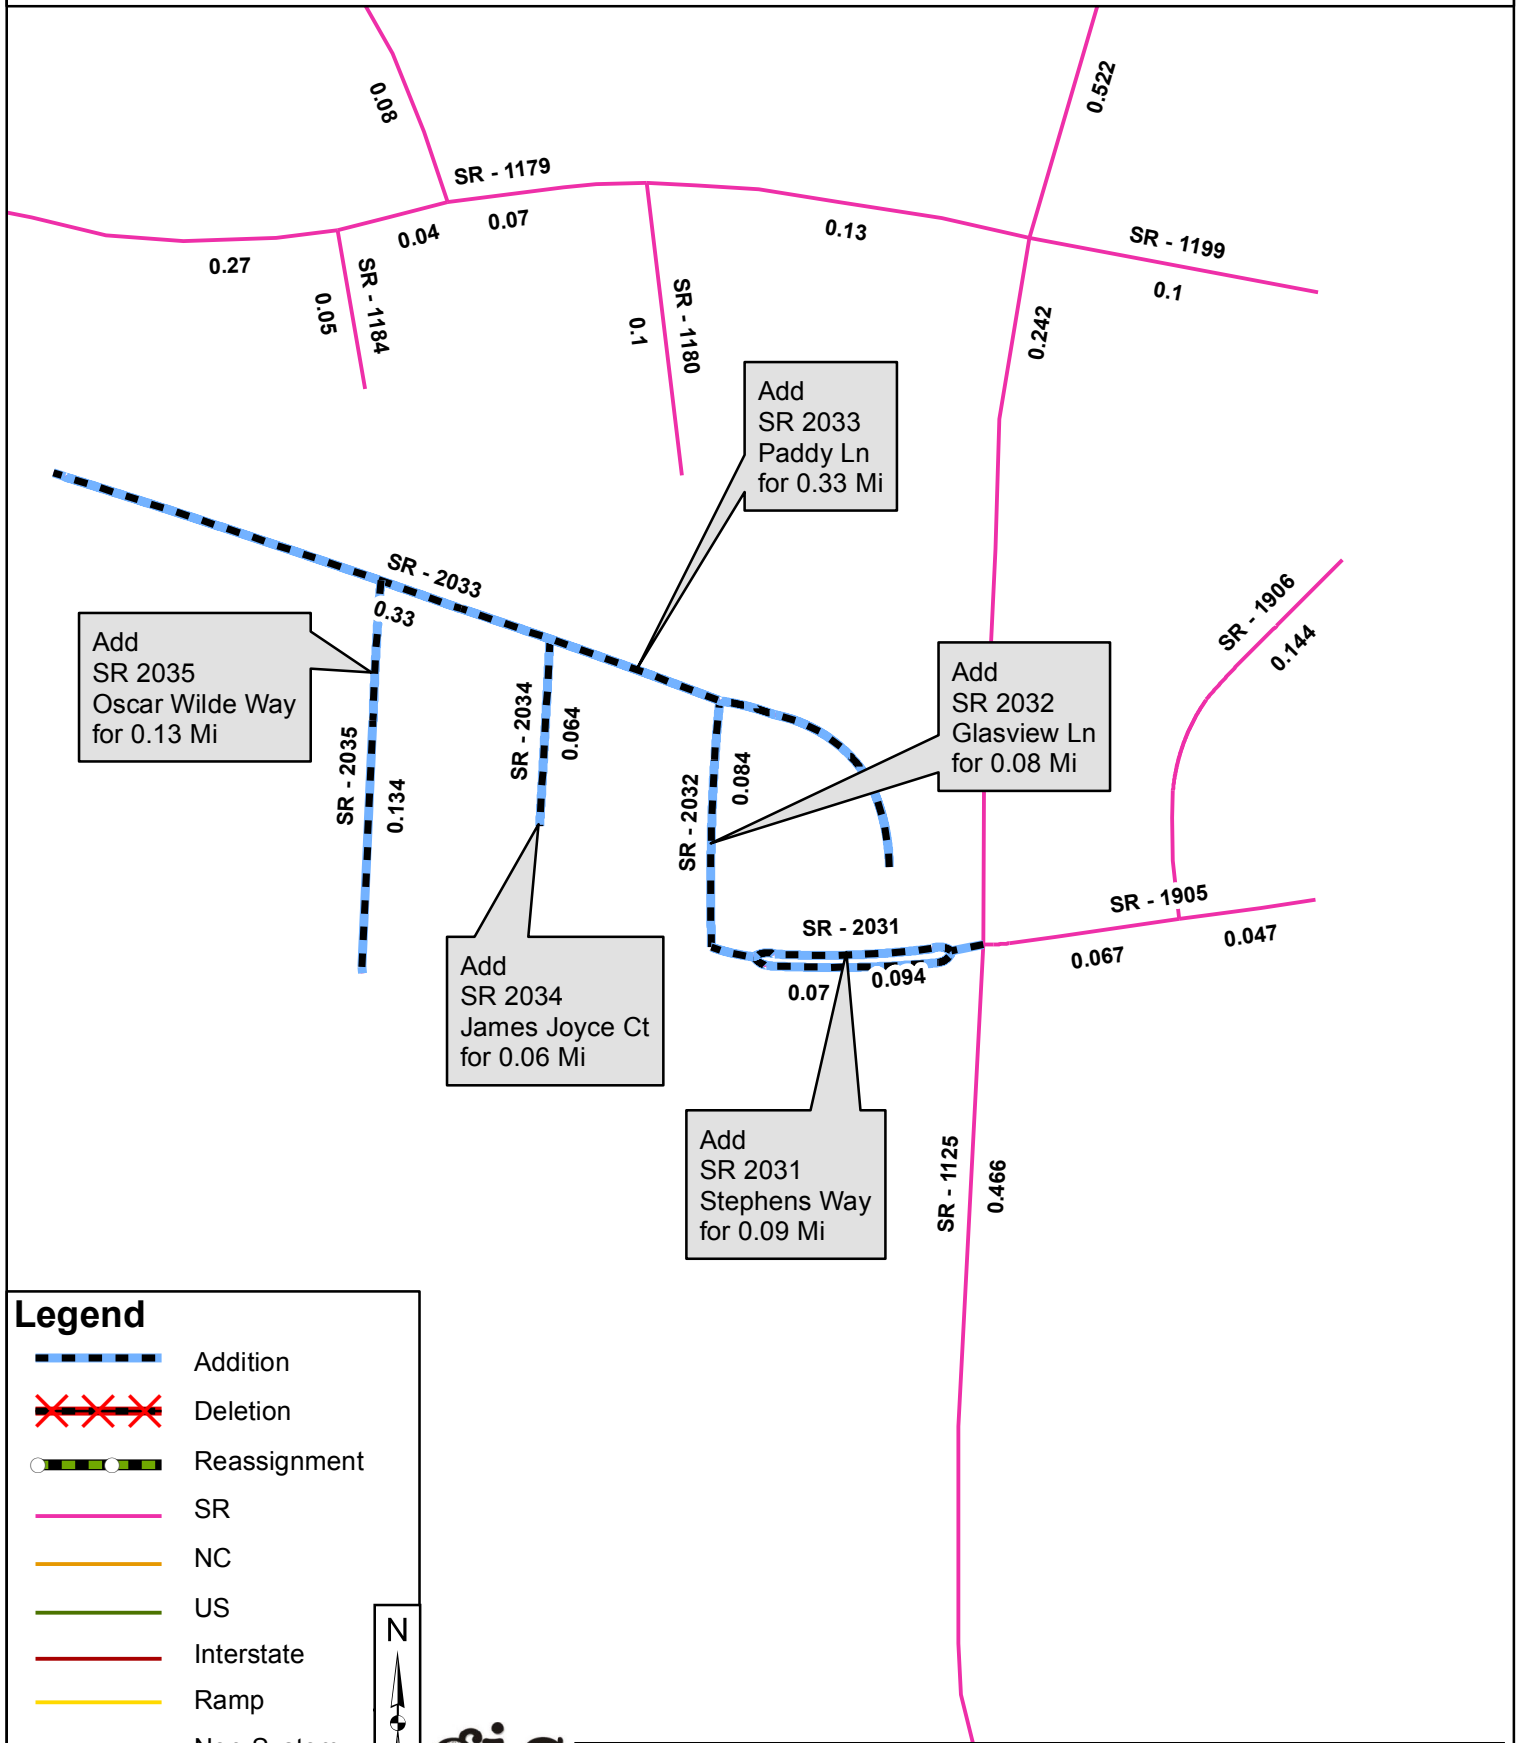 0.08
0.522
SR - 1179
0.07
0.04
0.27
0.13
SR - 1199
0.1
SR - 1184
0.05
SR - 1180
0.1
0.242
Add
SR 2033
Paddy Ln
for 0.33 Mi
SR - 2033
0.33
SR - 1906
0.144
Add
SR 2035
Oscar Wilde Way
for 0.13 Mi
Add
SR 2032
Glasview Ln
for 0.08 Mi
SR - 2034
0.064
SR - 2035
0.134
SR - 2032
0.084
SR - 2031
0.094
0.07
SR - 1905
0.067
0.047
Add
SR 2034
James Joyce Ct
for 0.06 Mi
Add
SR 2031
Stephens Way
for 0.09 Mi
SR - 1125
0.466
Legend
Addition
Deletion
Reassignment
SR
NC
US
Interstate
Ramp
N